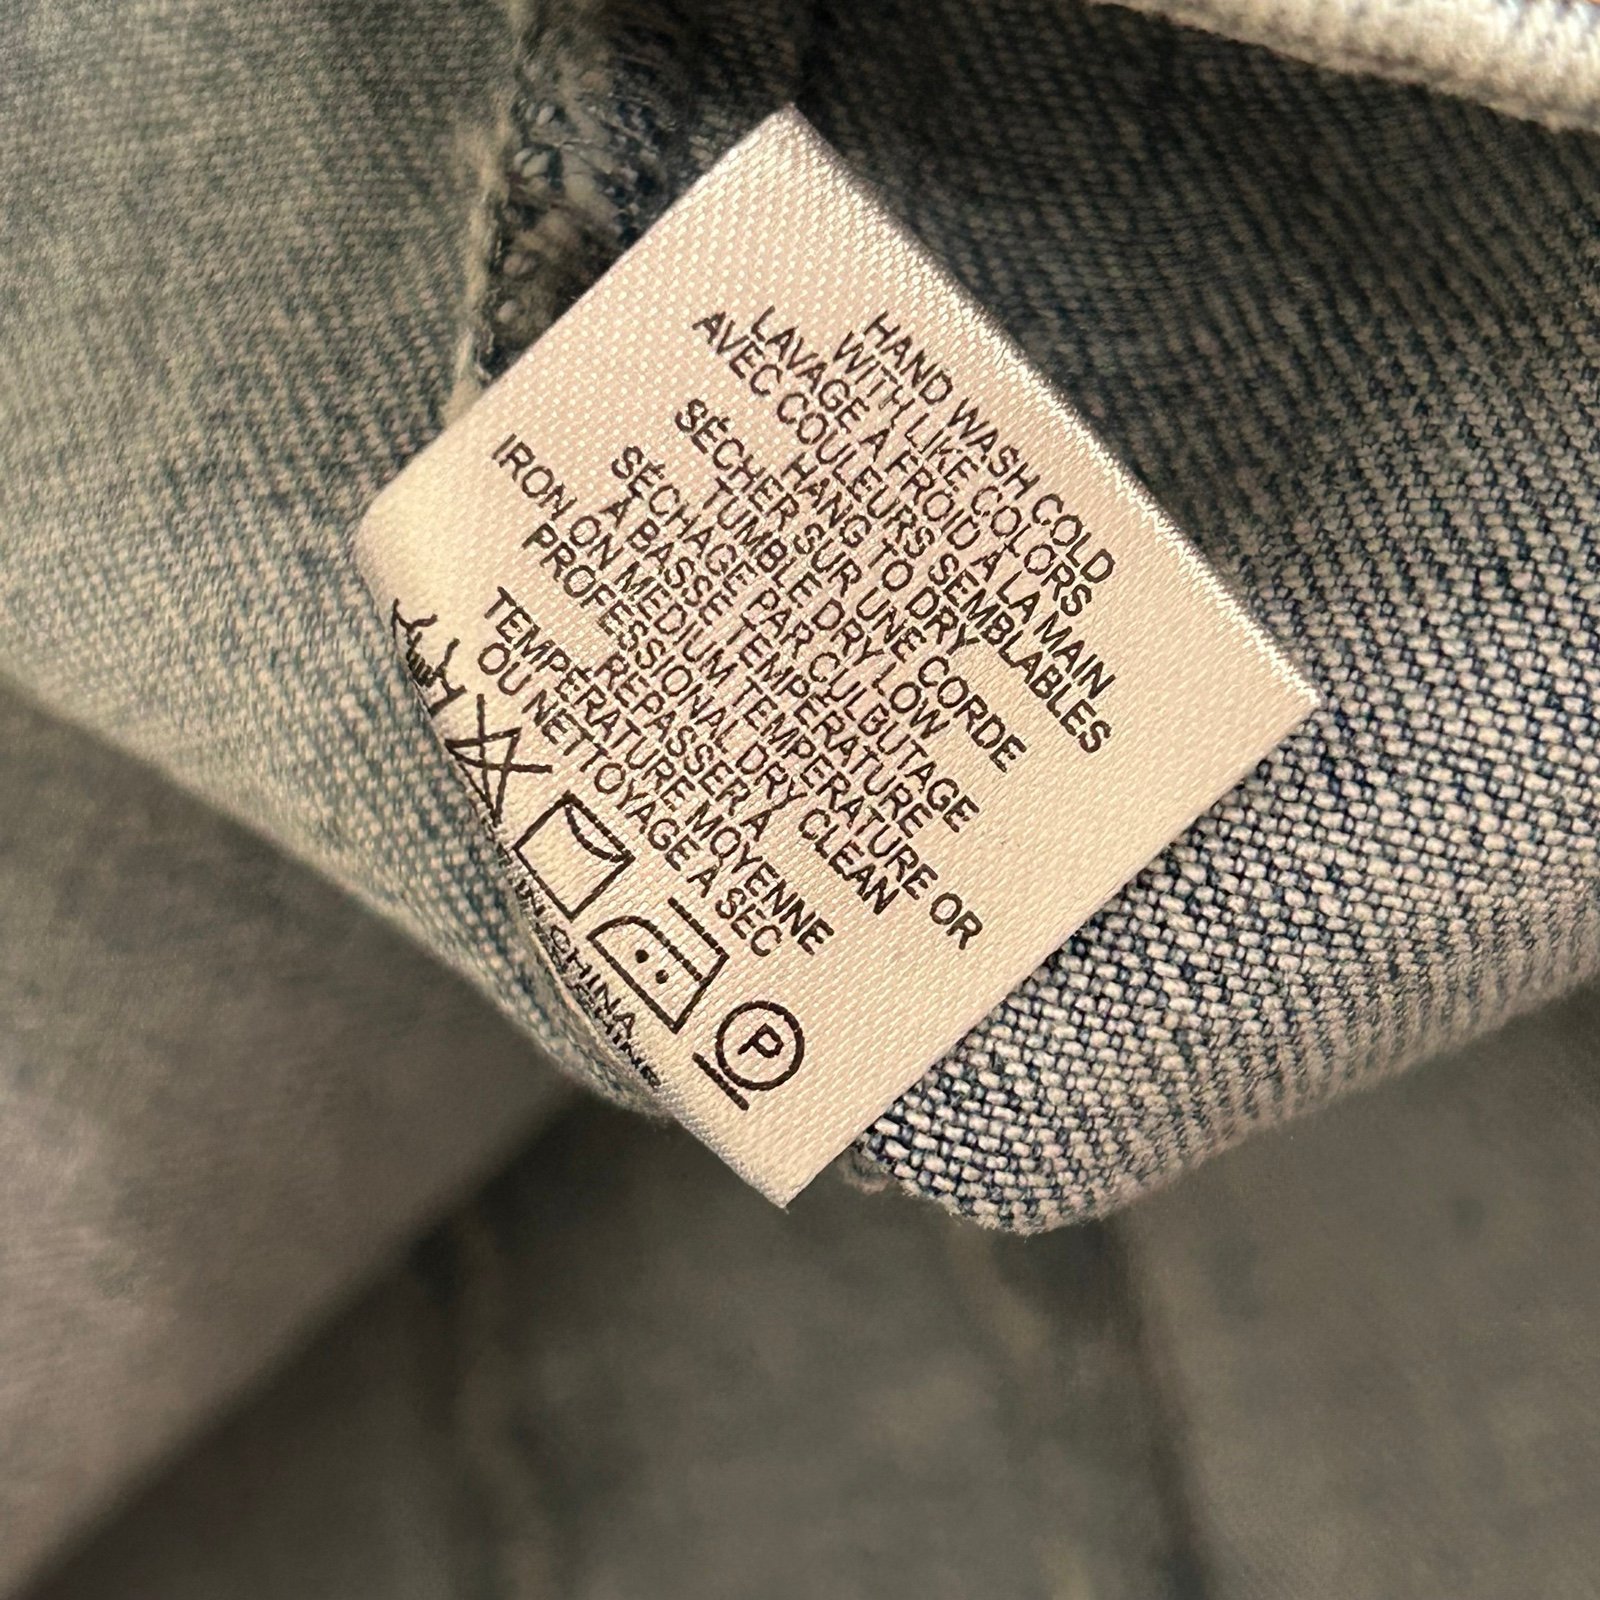 HAND WASH COLD
WITH LIKE COLORS
LAVAGE À FROID À LA MAIN
AVEC COULEURS SEMBLABLES
HANG TO DRY
SÉCHER SUR UNE CORDE
TUMBLE DRY LOW
SÉCHAGE PAR CULBUTAGE
À BASSE TEMPÉRATURE
IRON ON MEDIUM TEMPERATURE OR
PROFESSIONAL DRY CLEAN
REPASSER À
TEMPÉRATURE MOYENNE
OU NETTOYAGE À SEC
P
IN CHINA